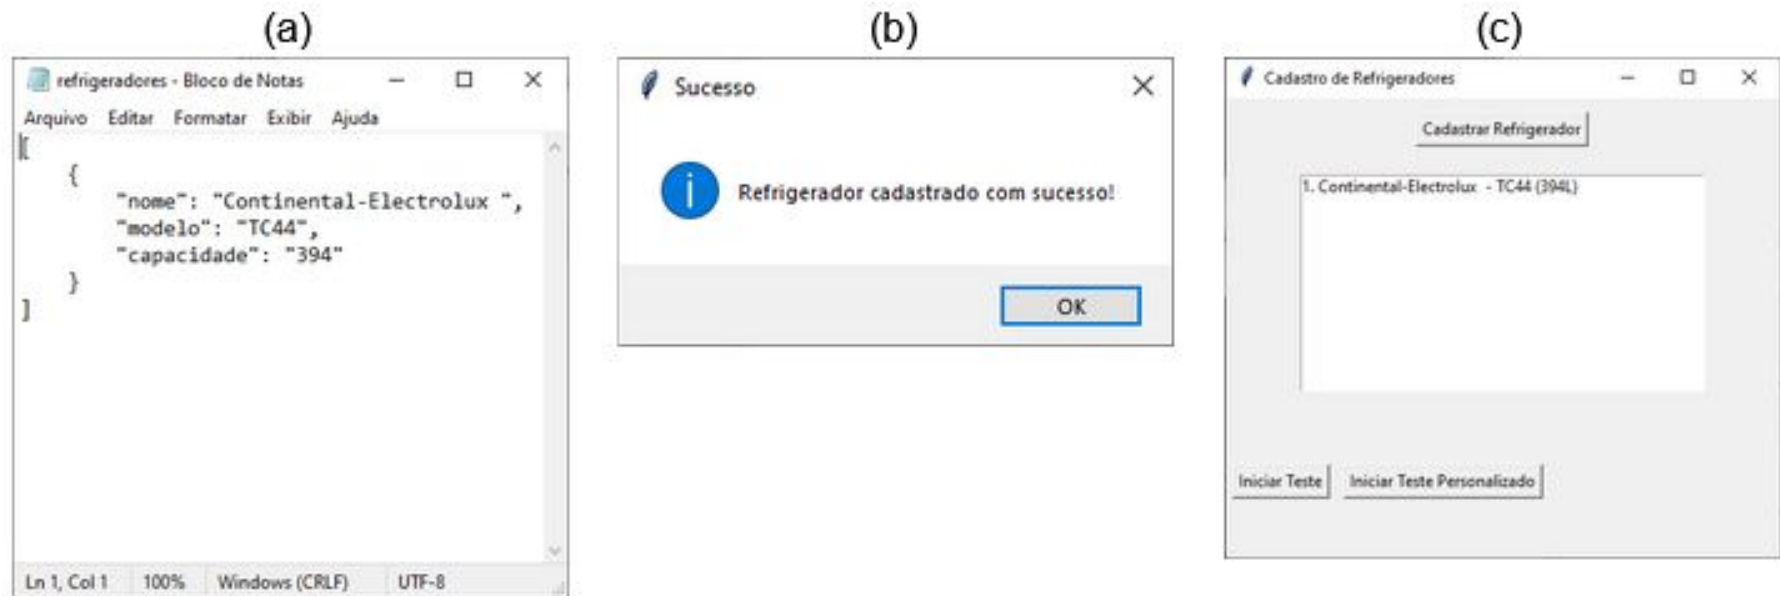 (a)
refrigeradores - Bloco de Notas
Arquivo Editar Formatar Exibir Ajuda
[
{
"nome": "Continental-Electrolux ",
"modelo": "TC44",
"capacidade": "394"
}
]
Ln 1, Col 1 100% Windows (CRLF) UTF-8
(b)
Sucesso
i
Refrigerador cadastrado com sucesso!
OK
(c)
Cadastro de Refrigeradores
Cadastrar Refrigerador
1. Continental-Electrolux  - TC44 (394L)
Iniciar Teste
Iniciar Teste Personalizado